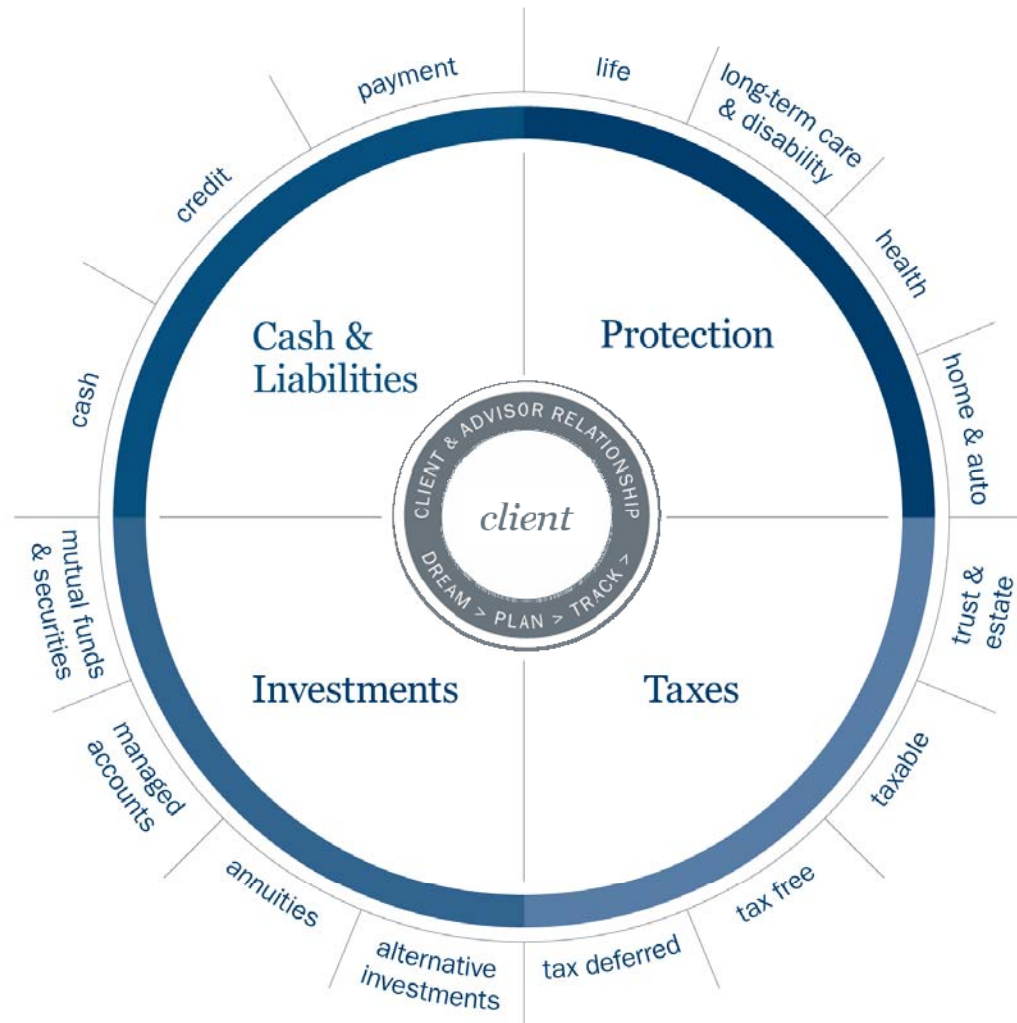 payment
life
long-term care
& disability
credit
health
cash
home & auto
Cash &
Liabilities
Protection
CLIENT & ADVISOR RELATIONSHIP
client
DREAM > PLAN > TRACK >
mutual funds
& securities
trust &
estate
Investments
Taxes
managed
accounts
taxable
annuities
tax free
alternative
investments
tax deferred